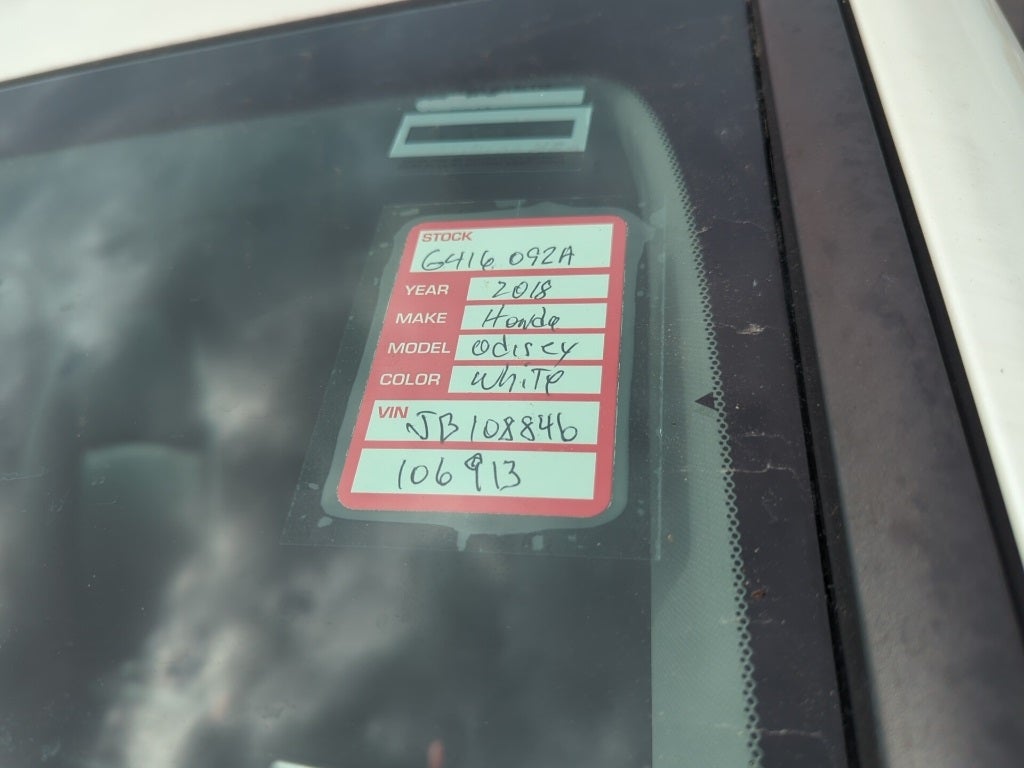 STOCK
G416 092A
YEAR 2018
MAKE Honda
MODEL Odisey
COLOR White
VIN JB108846
106913